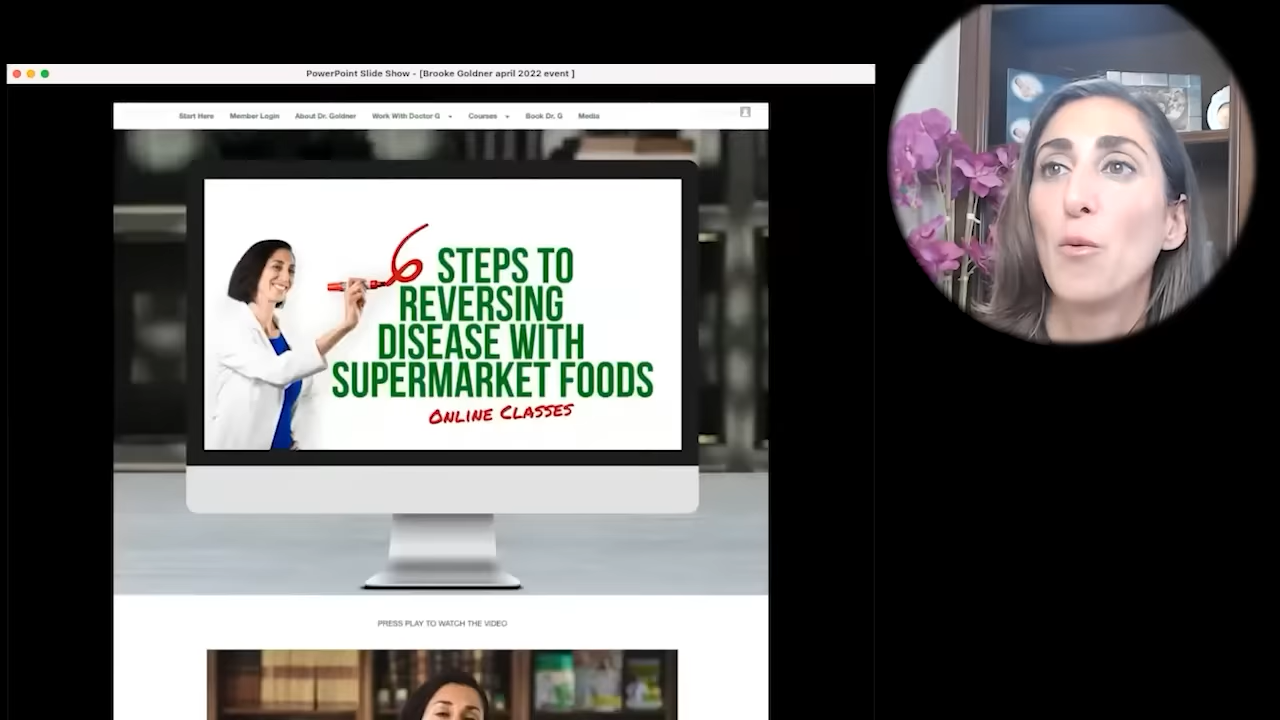 PowerPoint Slide Show - [Brooke Goldner april 2022 event ]
Start Here Member Login About Dr. Goldner Work With Doctor G Courses Book Dr. G Media
6 STEPS TO
REVERSING
DISEASE WITH
SUPERMARKET FOODS
ONLINE CLASSES
PRESS PLAY TO WATCH THE VIDEO